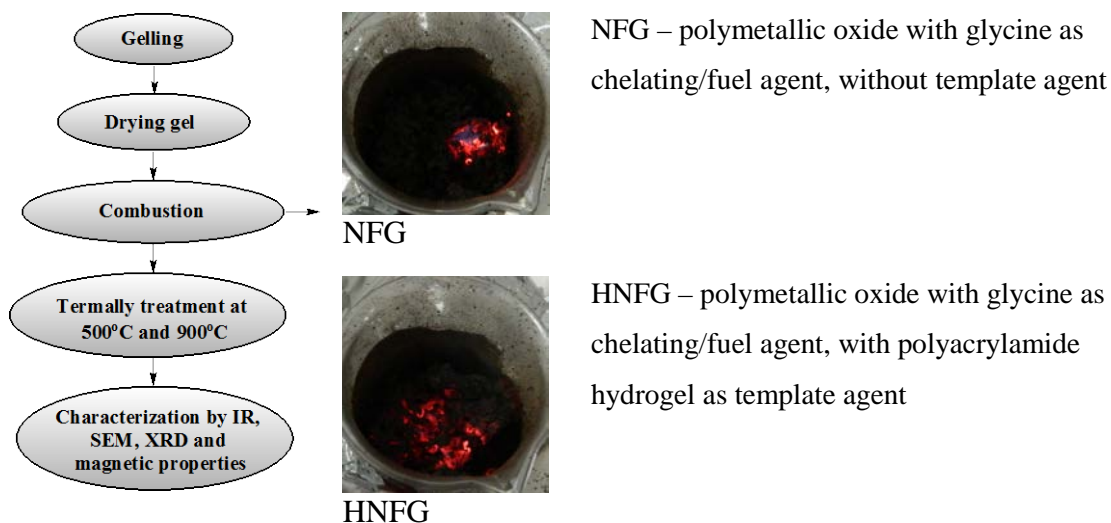 Gelling
Drying gel
Combustion
Termally treatment at
500°C and 900°C
Characterization by IR,
SEM, XRD and
magnetic properties
NFG
HNFG
NFG – polymetallic oxide with glycine as
chelating/fuel agent, without template agent
HNFG – polymetallic oxide with glycine as
chelating/fuel agent, with polyacrylamide
hydrogel as template agent